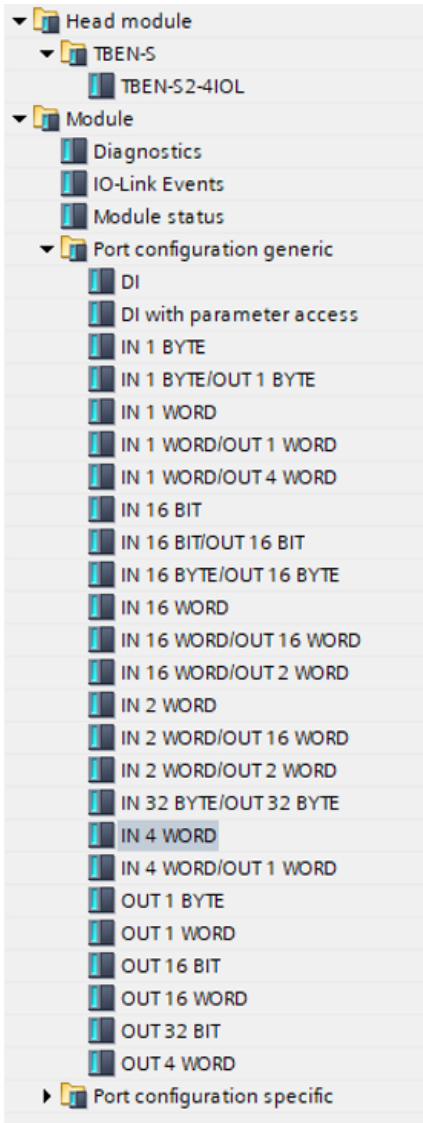 Head module
TBEN-S
TBEN-S2-4IOL
Module
Diagnostics
IO-Link Events
Module status
Port configuration generic
DI
DI with parameter access
IN 1 BYTE
IN 1 BYTE/OUT 1 BYTE
IN 1 WORD
IN 1 WORD/OUT 1 WORD
IN 1 WORD/OUT 4 WORD
IN 16 BIT
IN 16 BIT/OUT 16 BIT
IN 16 BYTE/OUT 16 BYTE
IN 16 WORD
IN 16 WORD/OUT 16 WORD
IN 16 WORD/OUT 2 WORD
IN 2 WORD
IN 2 WORD/OUT 16 WORD
IN 2 WORD/OUT 2 WORD
IN 32 BYTE/OUT 32 BYTE
IN 4 WORD
IN 4 WORD/OUT 1 WORD
OUT 1 BYTE
OUT 1 WORD
OUT 16 BIT
OUT 16 WORD
OUT 32 BIT
OUT 4 WORD
Port configuration specific